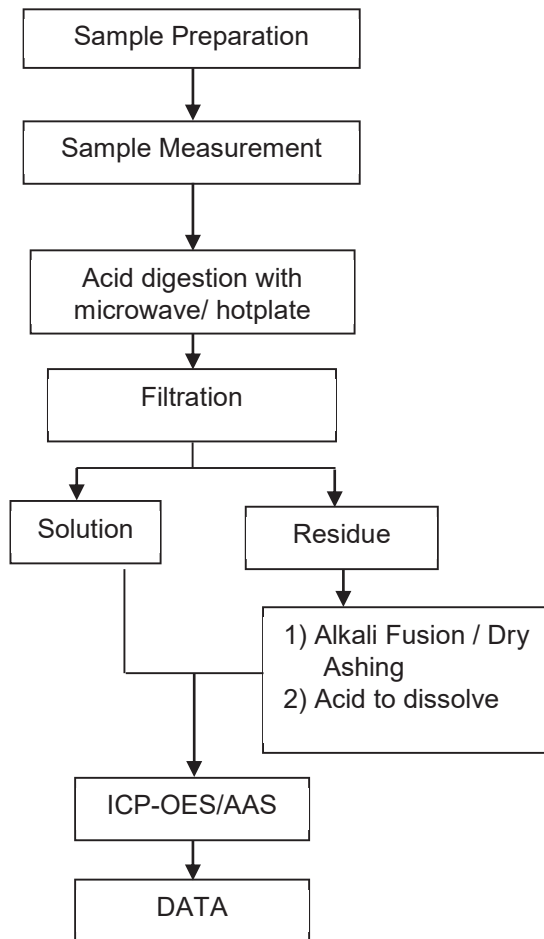 Sample Preparation
Sample Measurement
Acid digestion with
microwave/ hotplate
Filtration
Solution
Residue
1) Alkali Fusion / Dry
Ashing
2) Acid to dissolve
ICP-OES/AAS
DATA